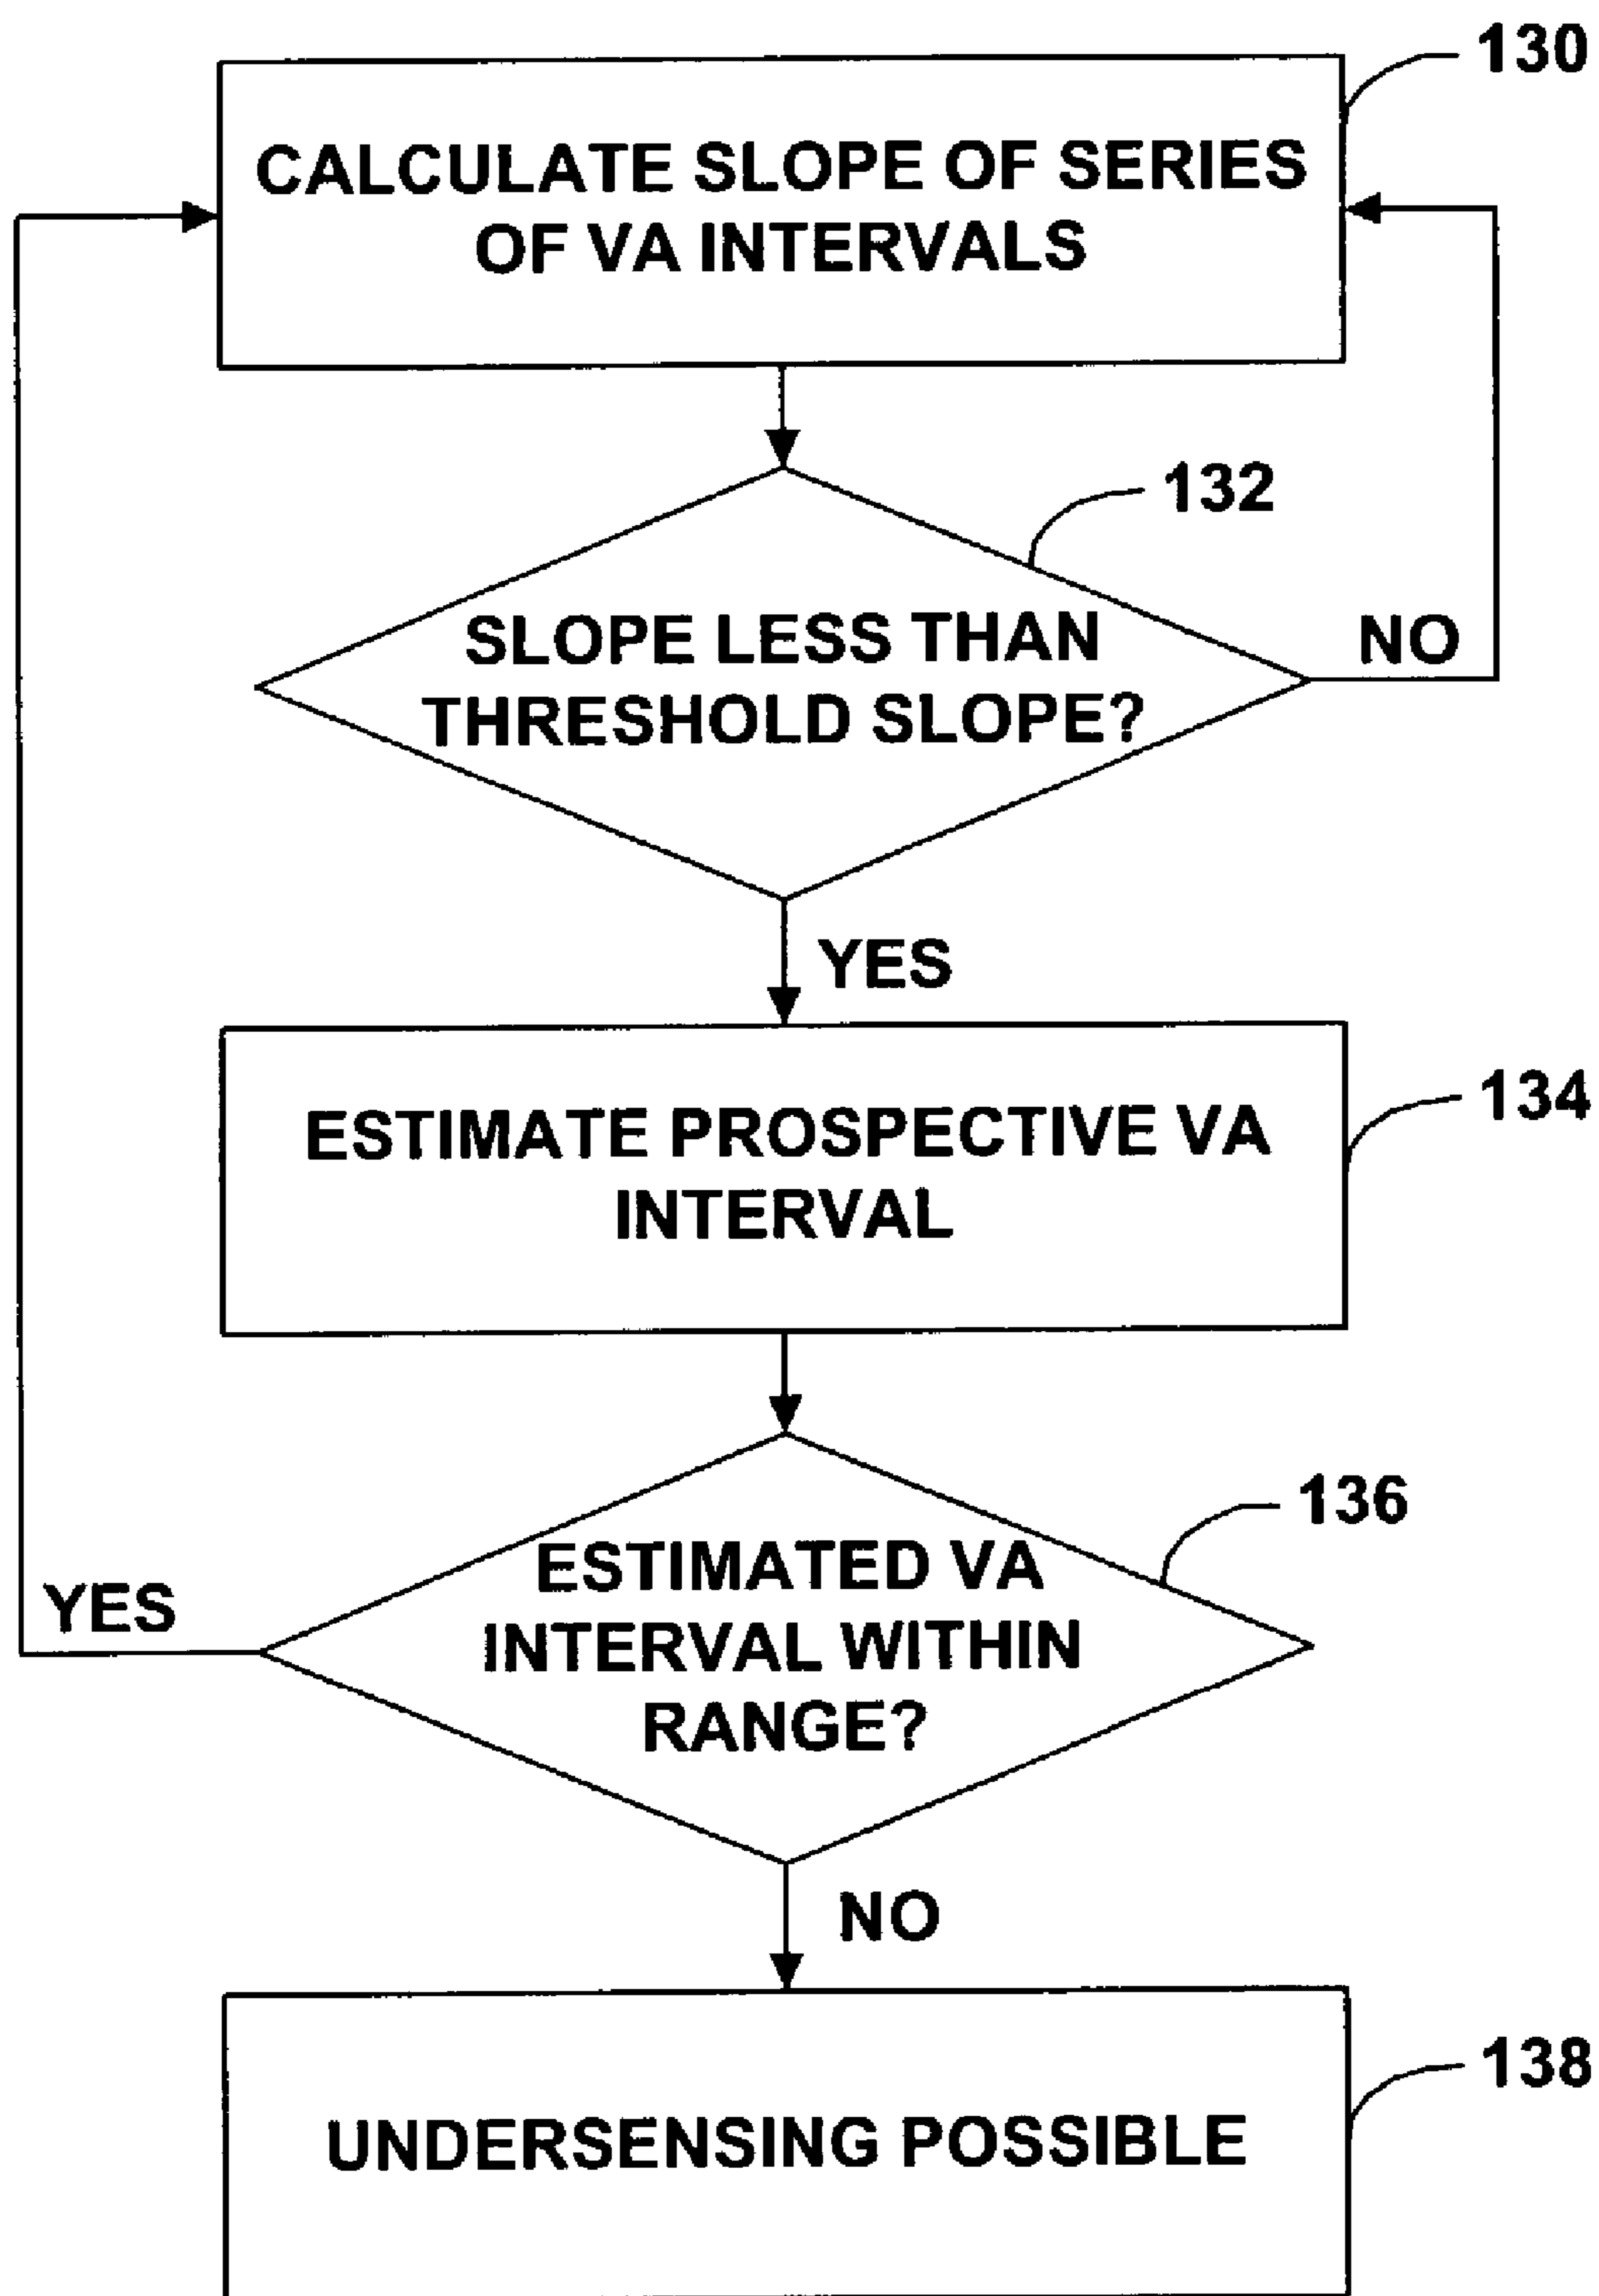 130
CALCULATE SLOPE OF SERIES
OF VA INTERVALS
132
SLOPE LESS THAN
THRESHOLD SLOPE?
NO
YES
134
ESTIMATE PROSPECTIVE VA
INTERVAL
136
ESTIMATED VA
INTERVAL WITHIN
RANGE?
YES
NO
138
UNDERSENSING POSSIBLE